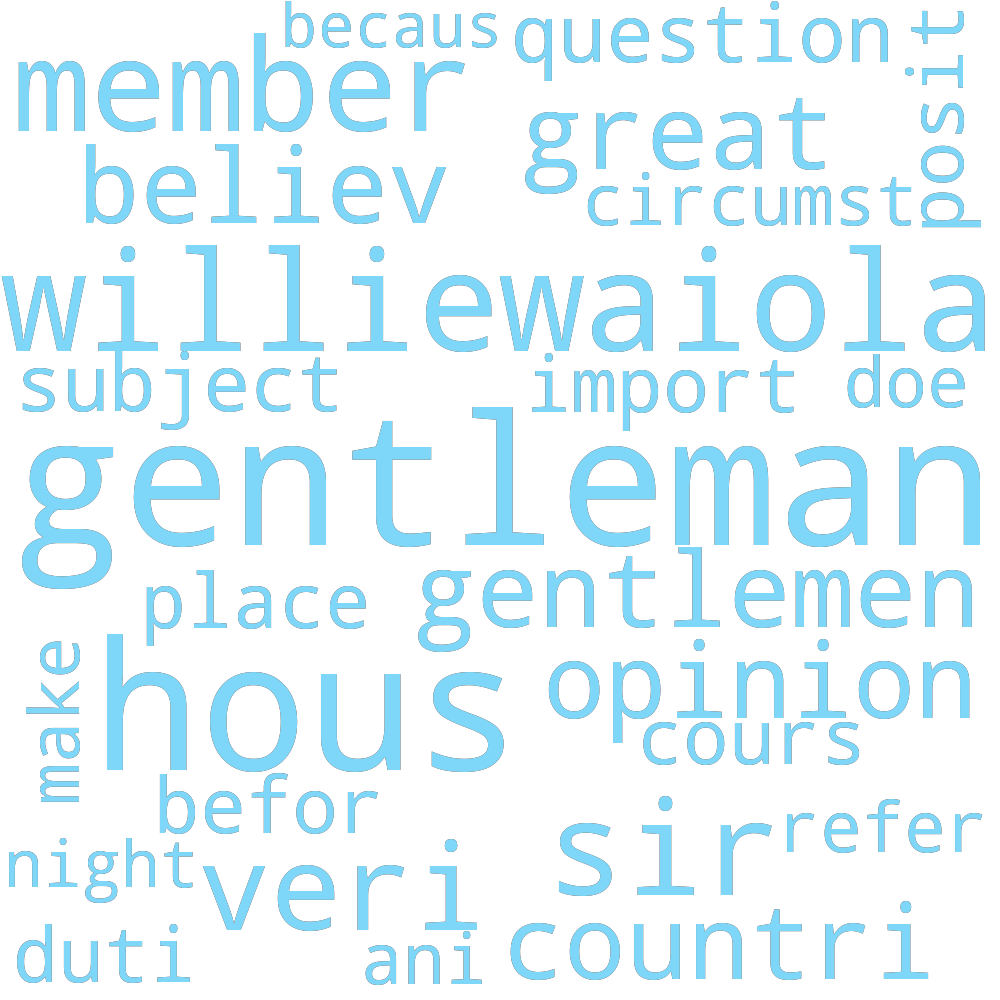 becaus
question
posit
member
great
believ
circumst
williewaiola
subject
import
doe
gentleman
place
gentlemen
make
hous
opinion
cours
befor
sir
refer
night
veri
duti
ani
countri